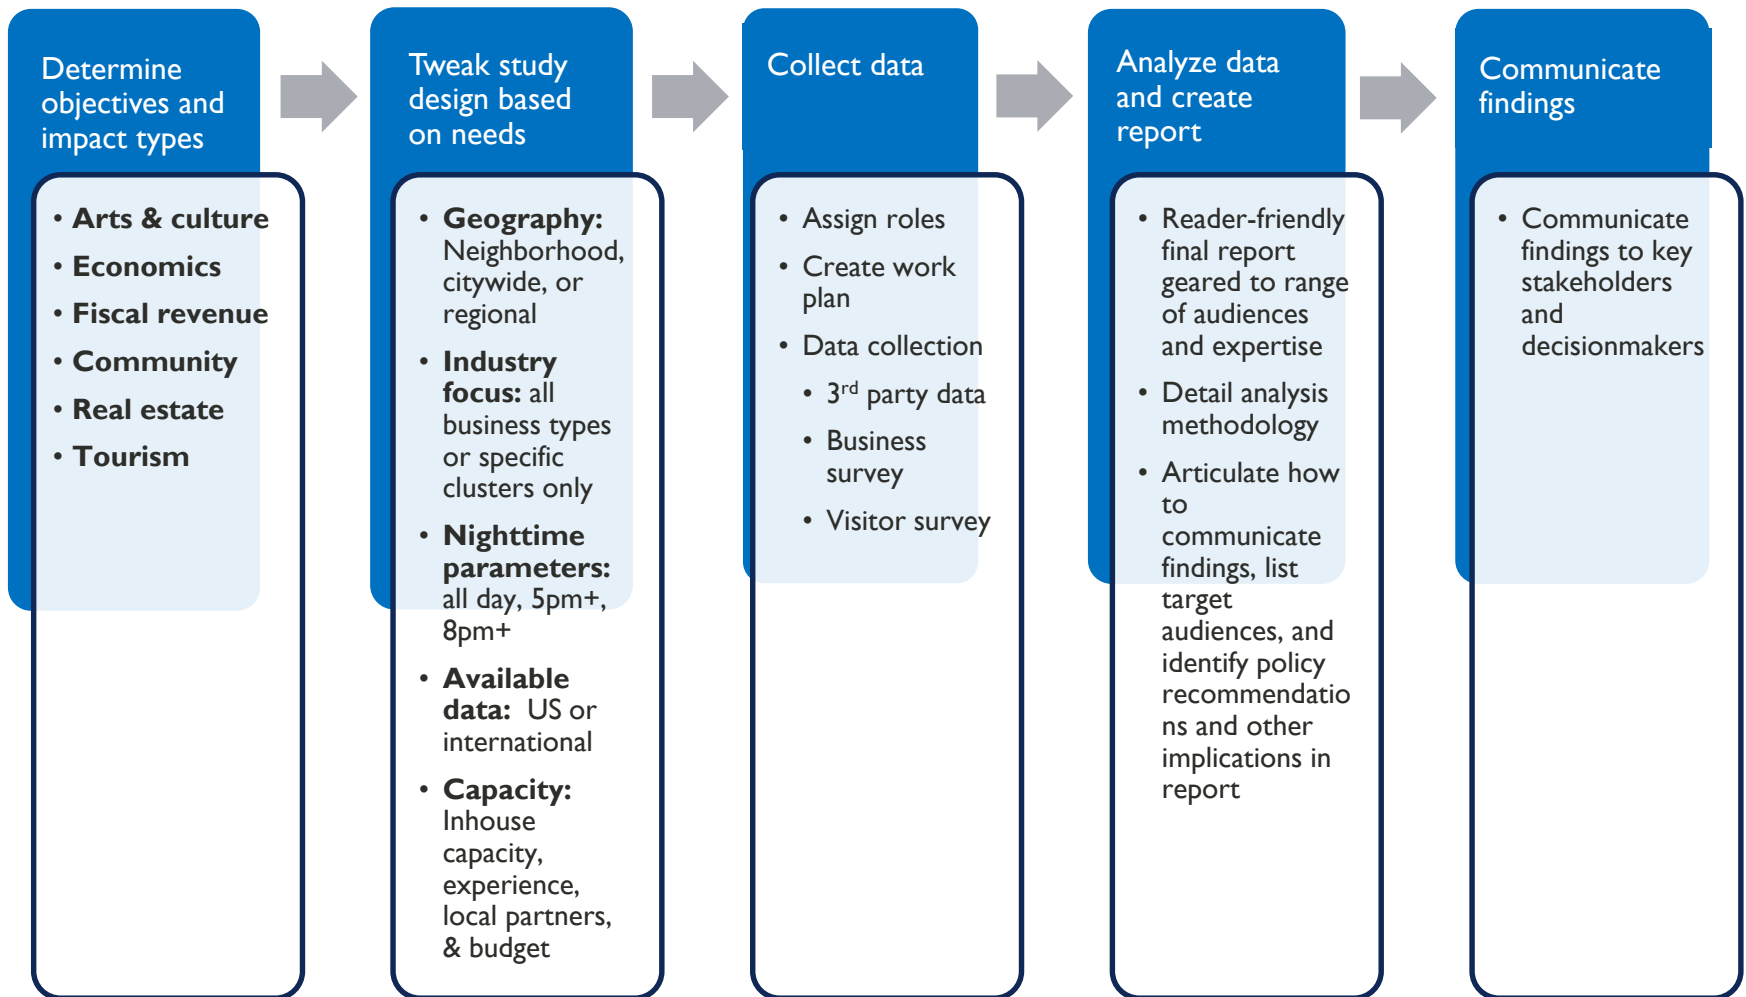 Determine
objectives and
impact types
• Arts & culture
• Economics
• Fiscal revenue
• Community
• Real estate
• Tourism
Tweak study
design based
on needs
• Geography:
Neighborhood,
citywide, or
regional
• Industry
focus: all
business types
or specific
clusters only
• Nighttime
parameters:
all day, 5pm+,
8pm+
• Available
data: US or
international
• Capacity:
Inhouse
capacity,
experience,
local partners,
& budget
Collect data
• Assign roles
• Create work
plan
• Data collection
• 3rd party data
• Business
survey
• Visitor survey
Analyze data
and create
report
• Reader-friendly
final report
geared to range
of audiences
and expertise
• Detail analysis
methodology
• Articulate how
to
communicate
findings, list
target
audiences, and
identify policy
recommendatio
ns and other
implications in
report
Communicate
findings
• Communicate
findings to key
stakeholders
and
decisionmakers